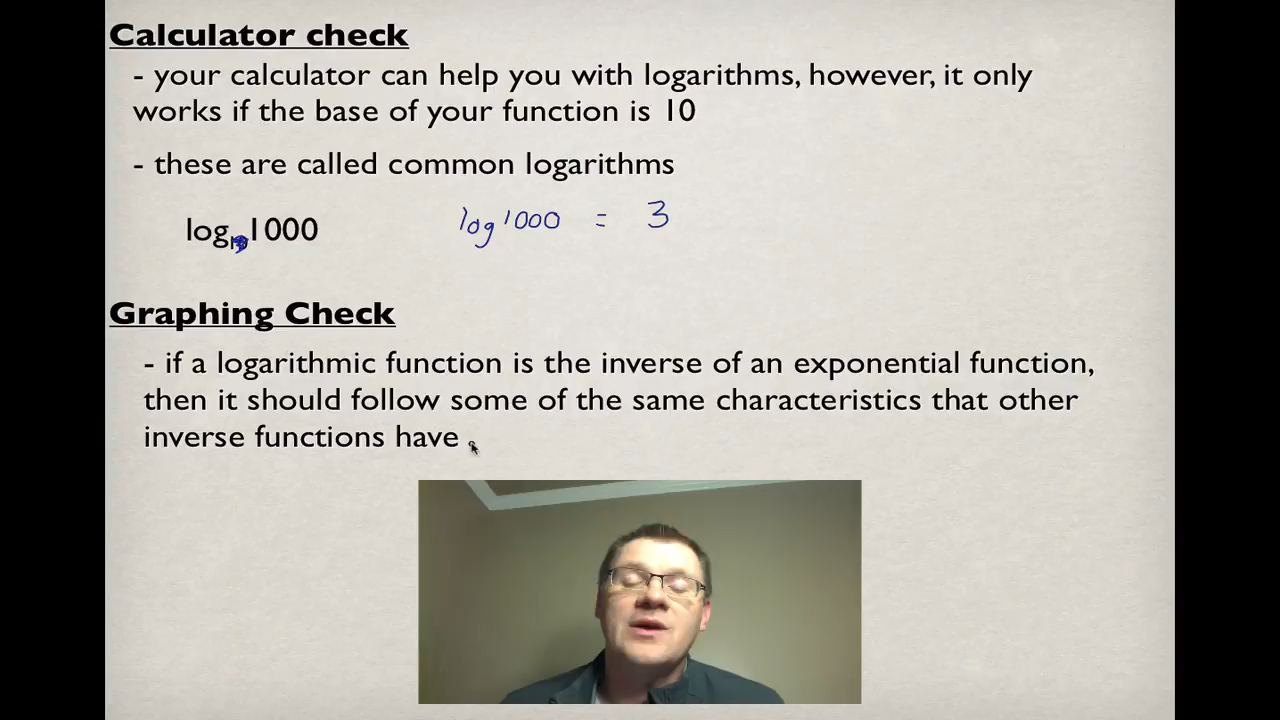 Calculator check
- your calculator can help you with logarithms, however, it only
works if the base of your function is 10
- these are called common logarithms
log₁₀1000 log 1000 = 3
Graphing Check
- if a logarithmic function is the inverse of an exponential function,
then it should follow some of the same characteristics that other
inverse functions have